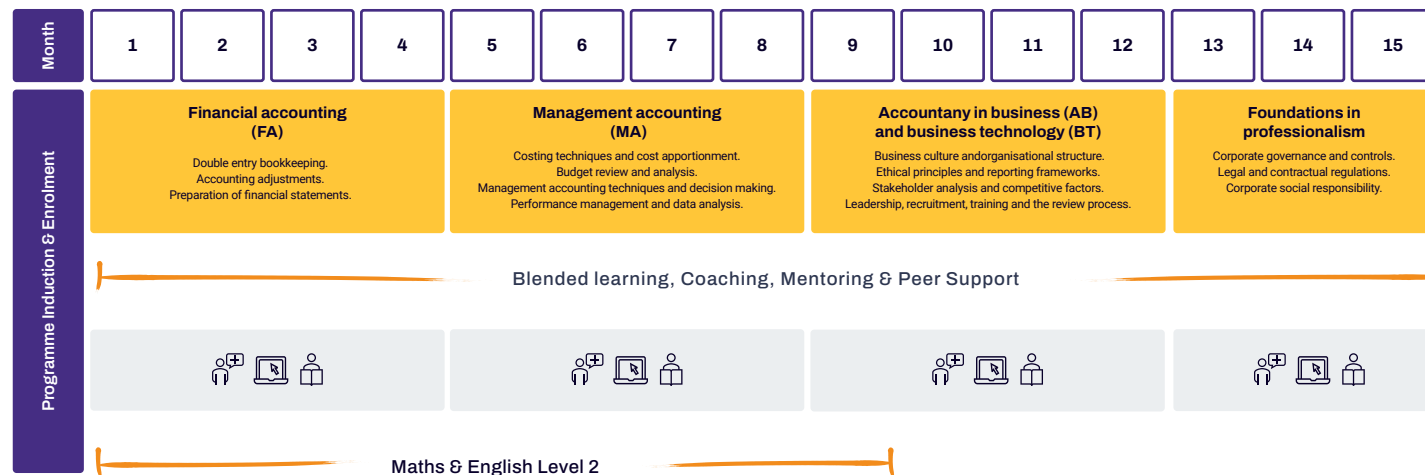 Month
1
2
3
4
5
6
7
8
9
10
11
12
13
14
15
Programme Induction & Enrolment
Financial accounting
(FA)
Double entry bookkeeping.
Accounting adjustments.
Preparation of financial statements.
Management accounting
(MA)
Costing techniques and cost apportionment.
Budget review and analysis.
Management accounting techniques and decision making.
Performance management and data analysis.
Accountany in business (AB)
and business technology (BT)
Business culture andorganisational structure.
Ethical principles and reporting frameworks.
Stakeholder analysis and competitive factors.
Leadership, recruitment, training and the review process.
Foundations in
professionalism
Corporate governance and controls.
Legal and contractual regulations.
Corporate social responsibility.
Blended learning, Coaching, Mentoring & Peer Support
Maths & English Level 2